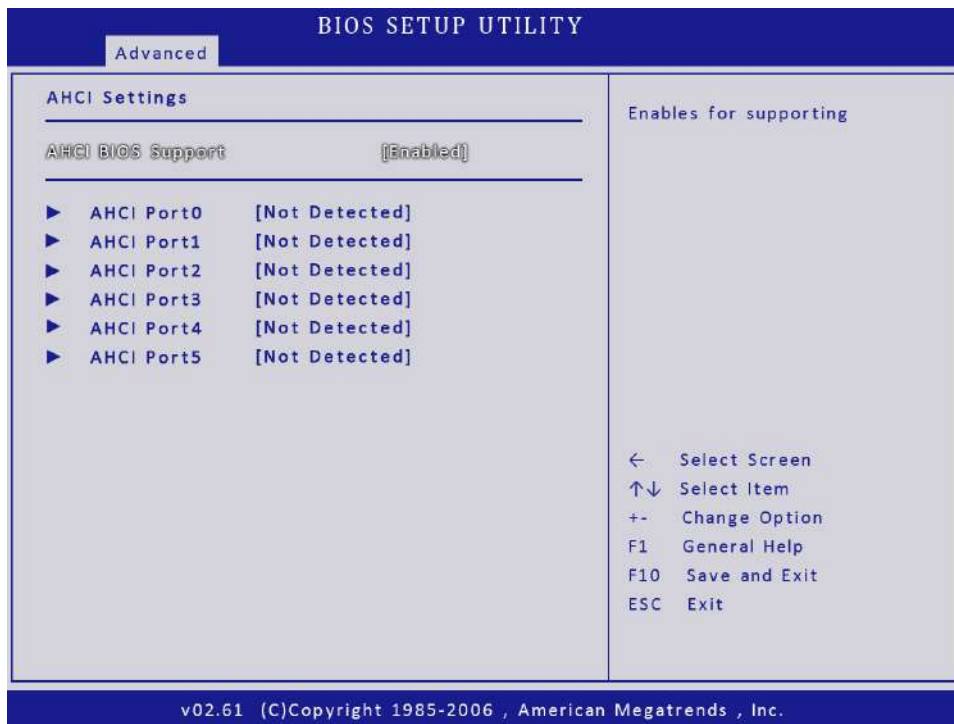 BIOS SETUP UTILITY
Advanced
AHCI Settings
AHCI BIOS Support [Enabled]
► AHCI Port0 [Not Detected]
► AHCI Port1 [Not Detected]
► AHCI Port2 [Not Detected]
► AHCI Port3 [Not Detected]
► AHCI Port4 [Not Detected]
► AHCI Port5 [Not Detected]
Enables for supporting
← Select Screen
↑↓ Select Item
+- Change Option
F1 General Help
F10 Save and Exit
ESC Exit
v02.61 (C)Copyright 1985-2006 , American Megatrends , Inc.